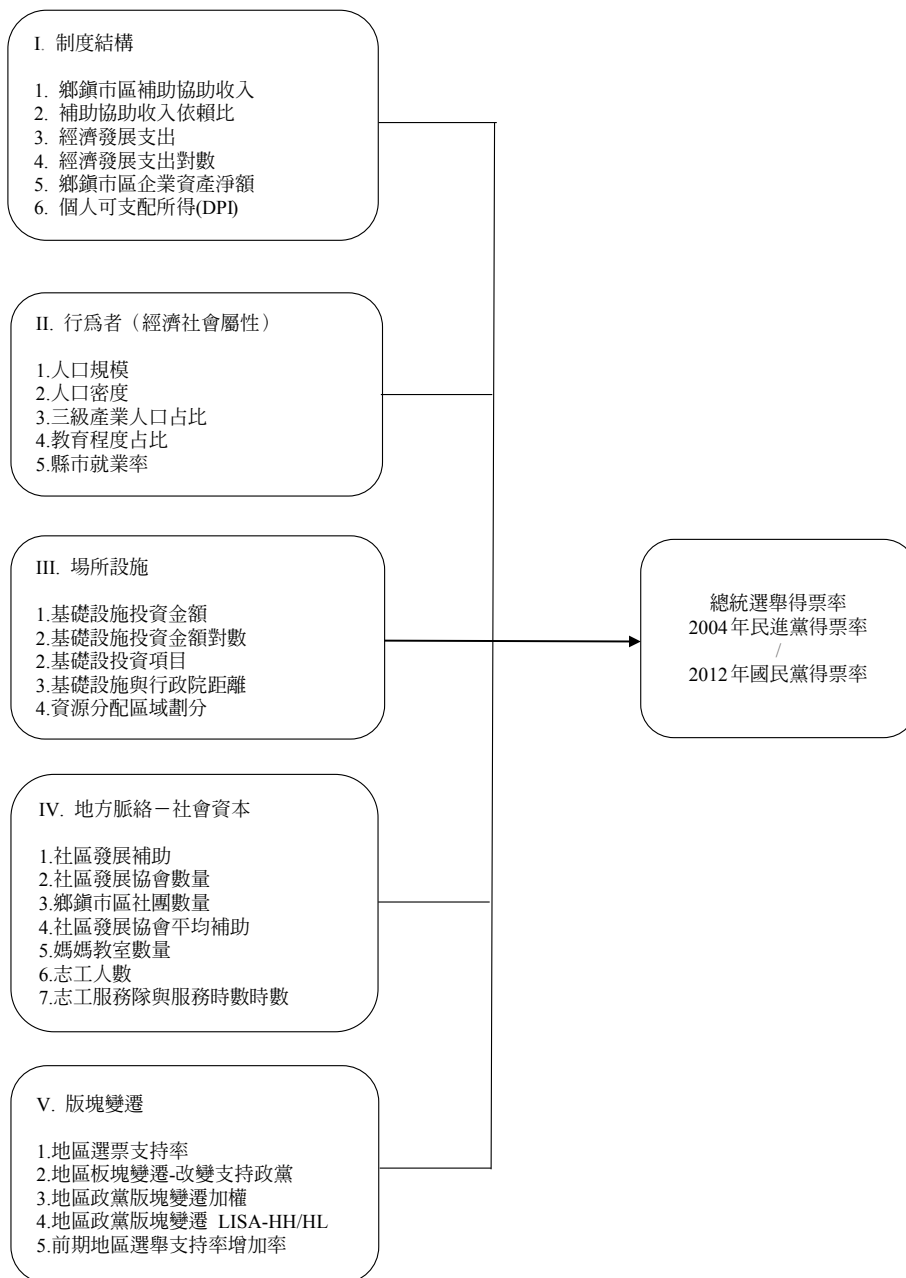 I. 制度結構
1. 鄉鎮市區補助協助收入
2. 補助協助收入依賴比
3. 經濟發展支出
4. 經濟發展支出對數
5. 鄉鎮市區企業資產淨額
6. 個人可支配所得(DPI)
II. 行為者（經濟社會屬性）
1.人口規模
2.人口密度
3.三級產業人口占比
4.教育程度占比
5.縣市就業率
III. 場所設施
1.基礎設施投資金額
2.基礎設施投資金額對數
2.基礎設投資項目
3.基礎設施與行政院距離
4.資源分配區域劃分
總統選舉得票率
2004年民進黨得票率
/
2012年國民黨得票率
IV. 地方脈絡－社會資本
1.社區發展補助
2.社區發展協會數量
3.鄉鎮市區社團數量
4.社區發展協會平均補助
5.媽媽教室數量
6.志工人數
7.志工服務隊與服務時數時數
V. 版塊變遷
1.地區選票支持率
2.地區板塊變遷-改變支持政黨
3.地區政黨版塊變遷加權
4.地區政黨版塊變遷 LISA-HH/HL
5.前期地區選舉支持率增加率